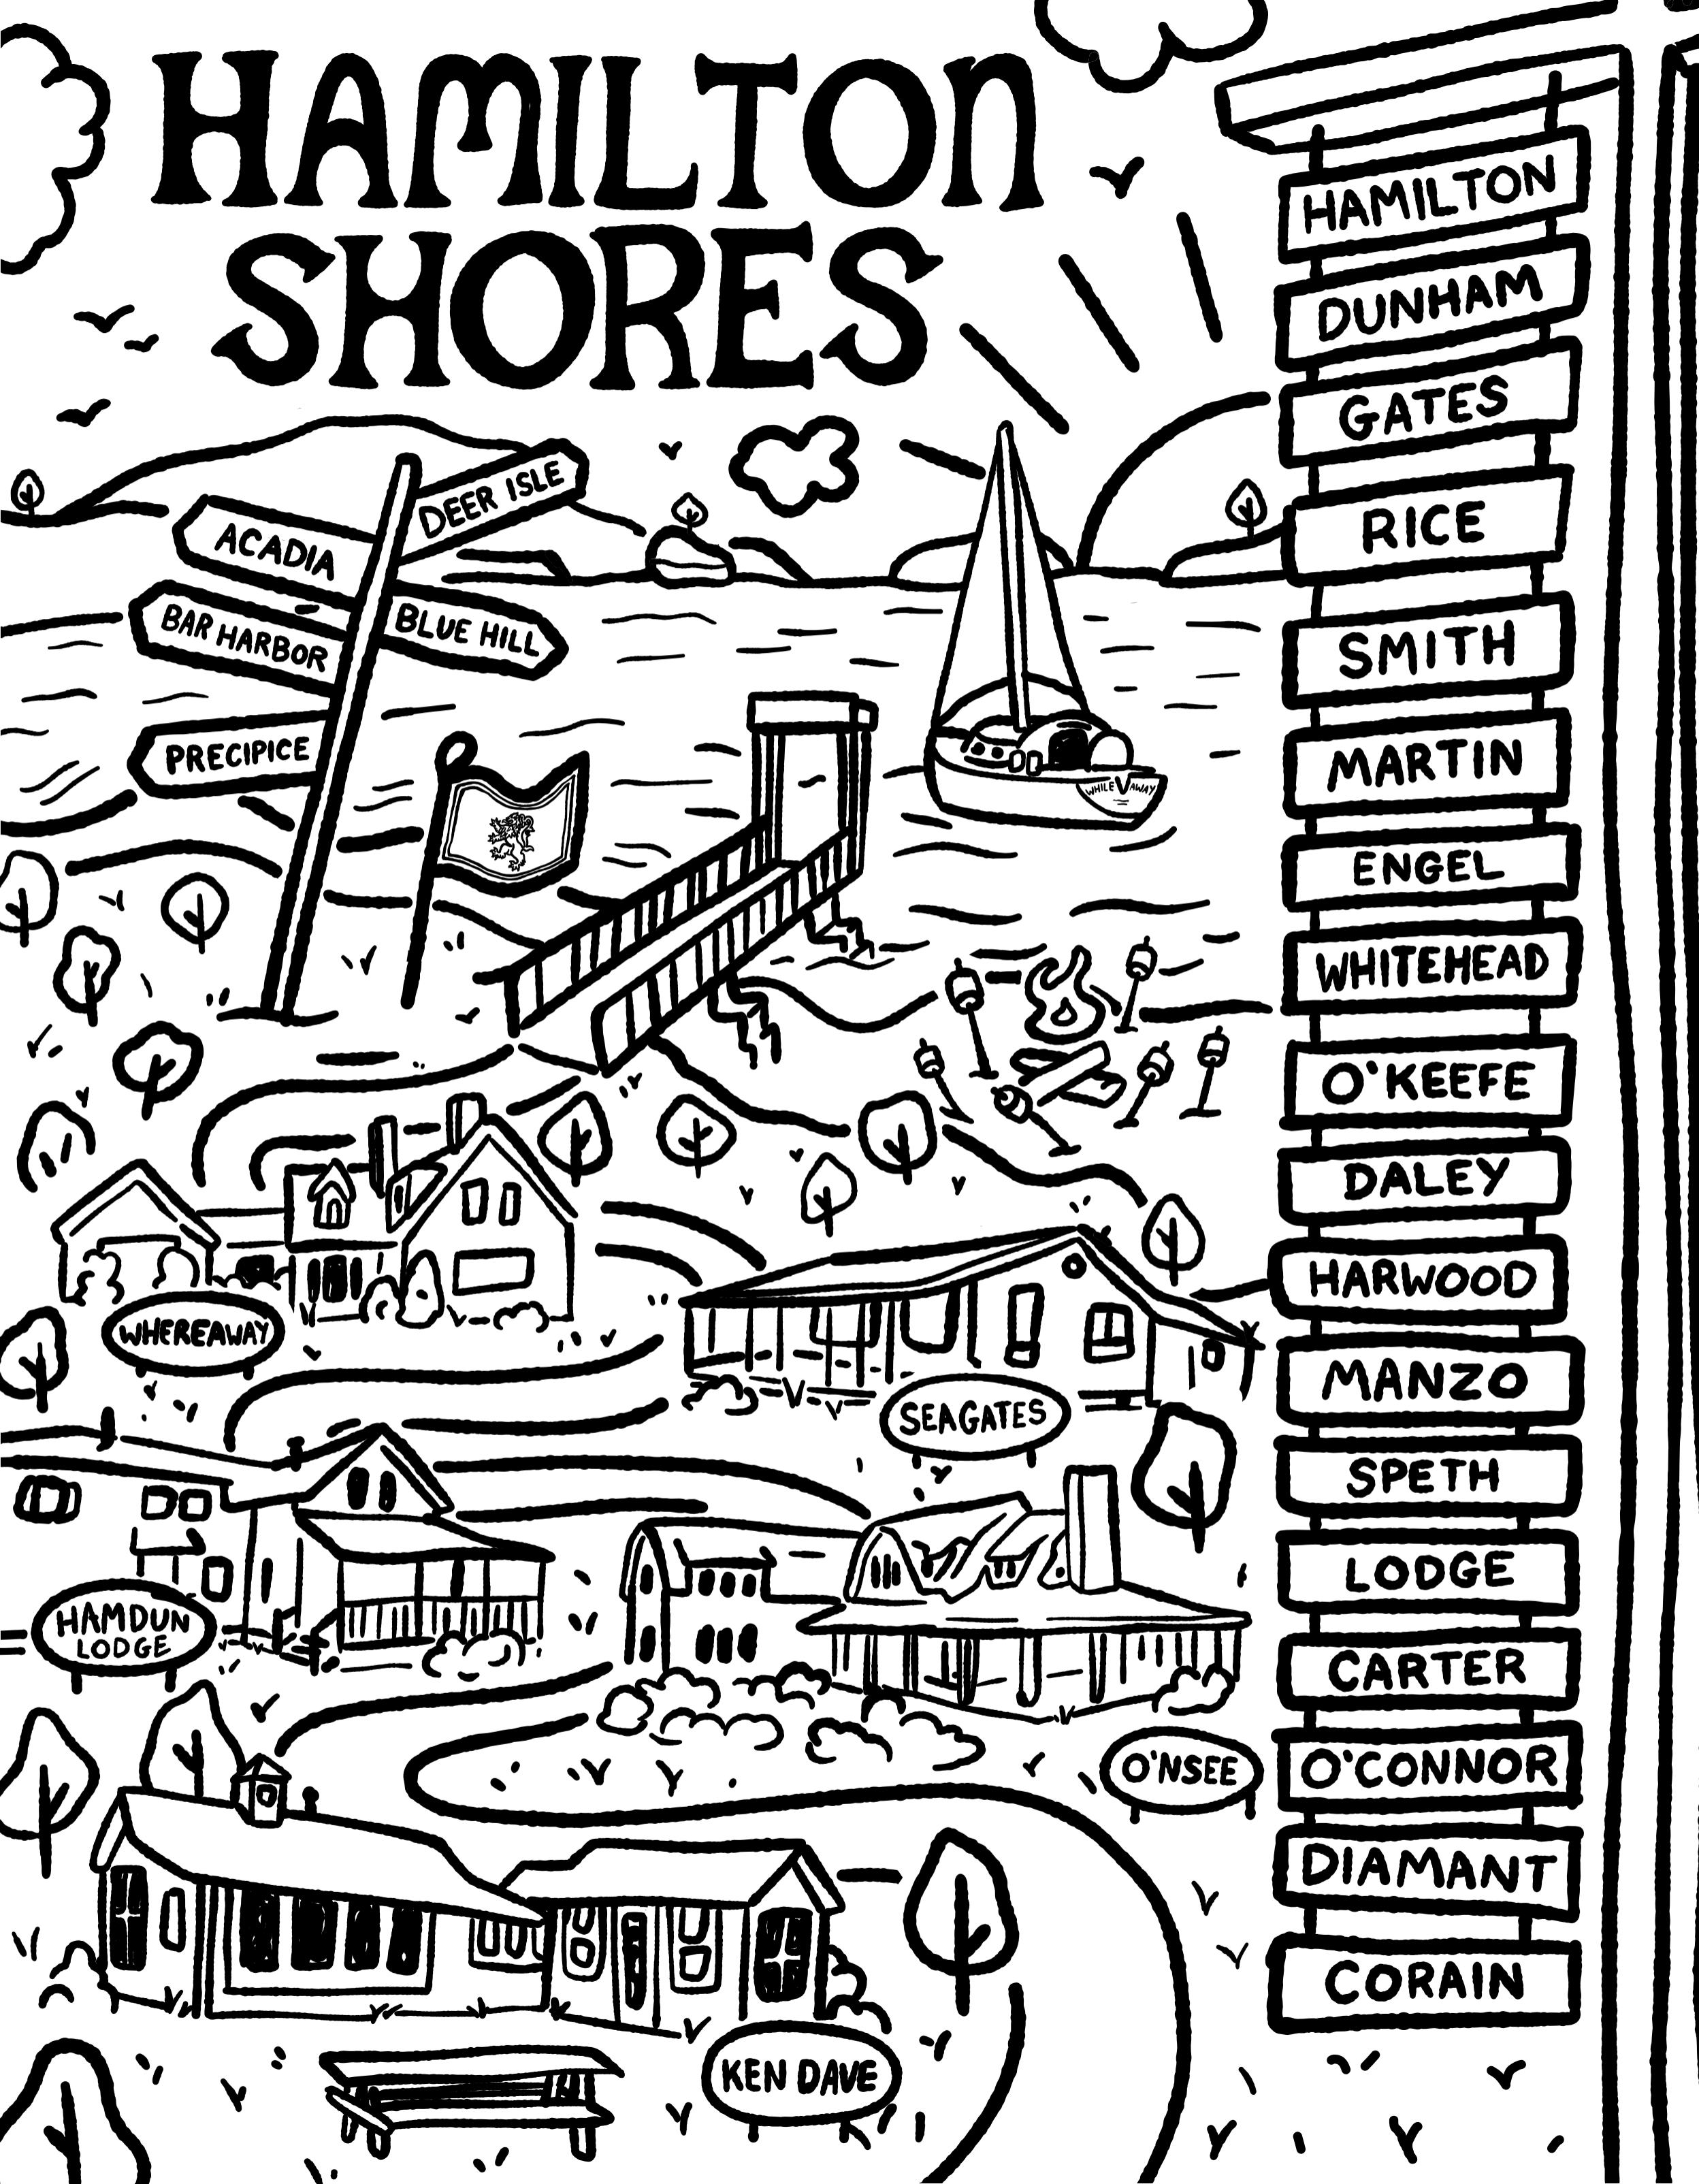 HAMILTON
SHORES
DEER ISLE
ACADIA
BAR HARBOR
BLUE HILL
PRECIPICE
WHILE AWAY
WHEREAWAY
SEAGATES
HAMDUN
LODGE
O'NSEE
KEN DAVE
HAMILTON
DUNHAM
GATES
RICE
SMITH
MARTIN
ENGEL
WHITEHEAD
O'KEEFE
DALEY
HARWOOD
MANZO
SPETH
LODGE
CARTER
O'CONNOR
DIAMANT
CORAIN